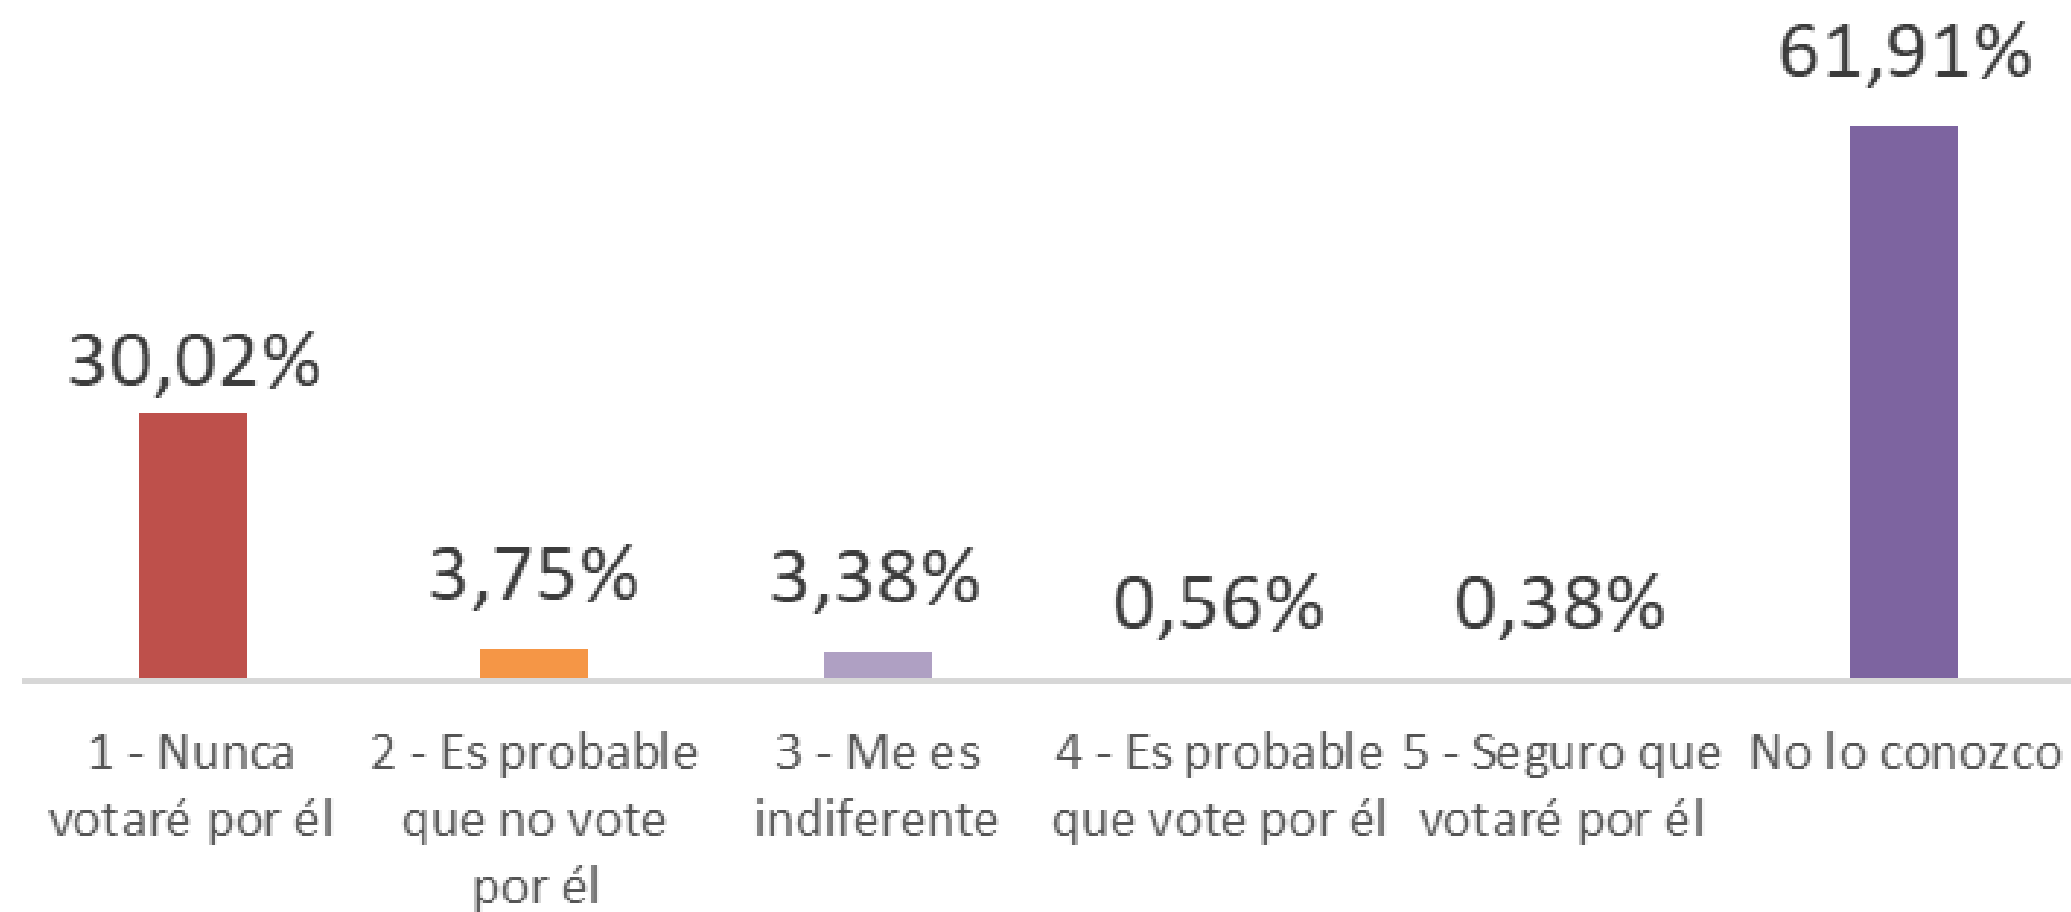 61,91%
30,02%
3,75%
3,38%
0,56%
0,38%
1 - Nunca
votaré por él
2 - Es probable
que no vote
por él
3 - Me es
indiferente
4 - Es probable
que vote por él
5 - Seguro que
votaré por él
No lo conozco